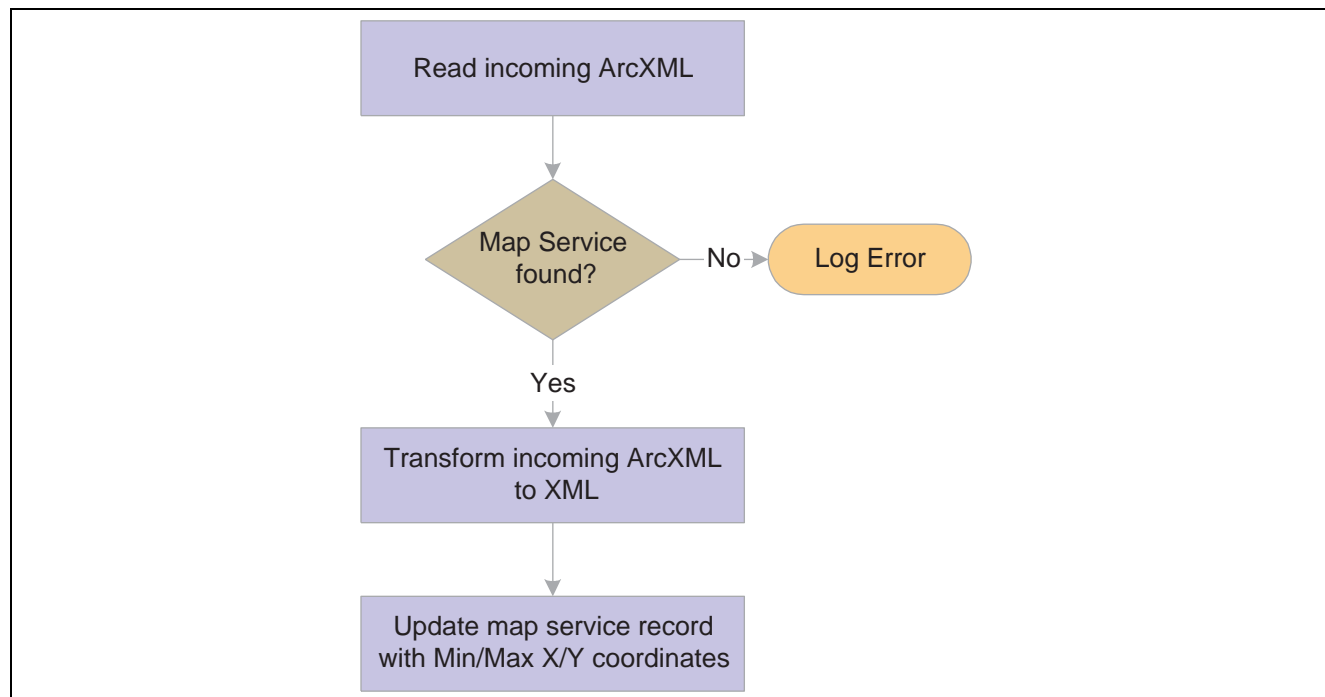 Read incoming ArcXML
Map Service
found?
No
Log Error
Yes
Transform incoming ArcXML
to XML
Update map service record
with Min/Max X/Y coordinates